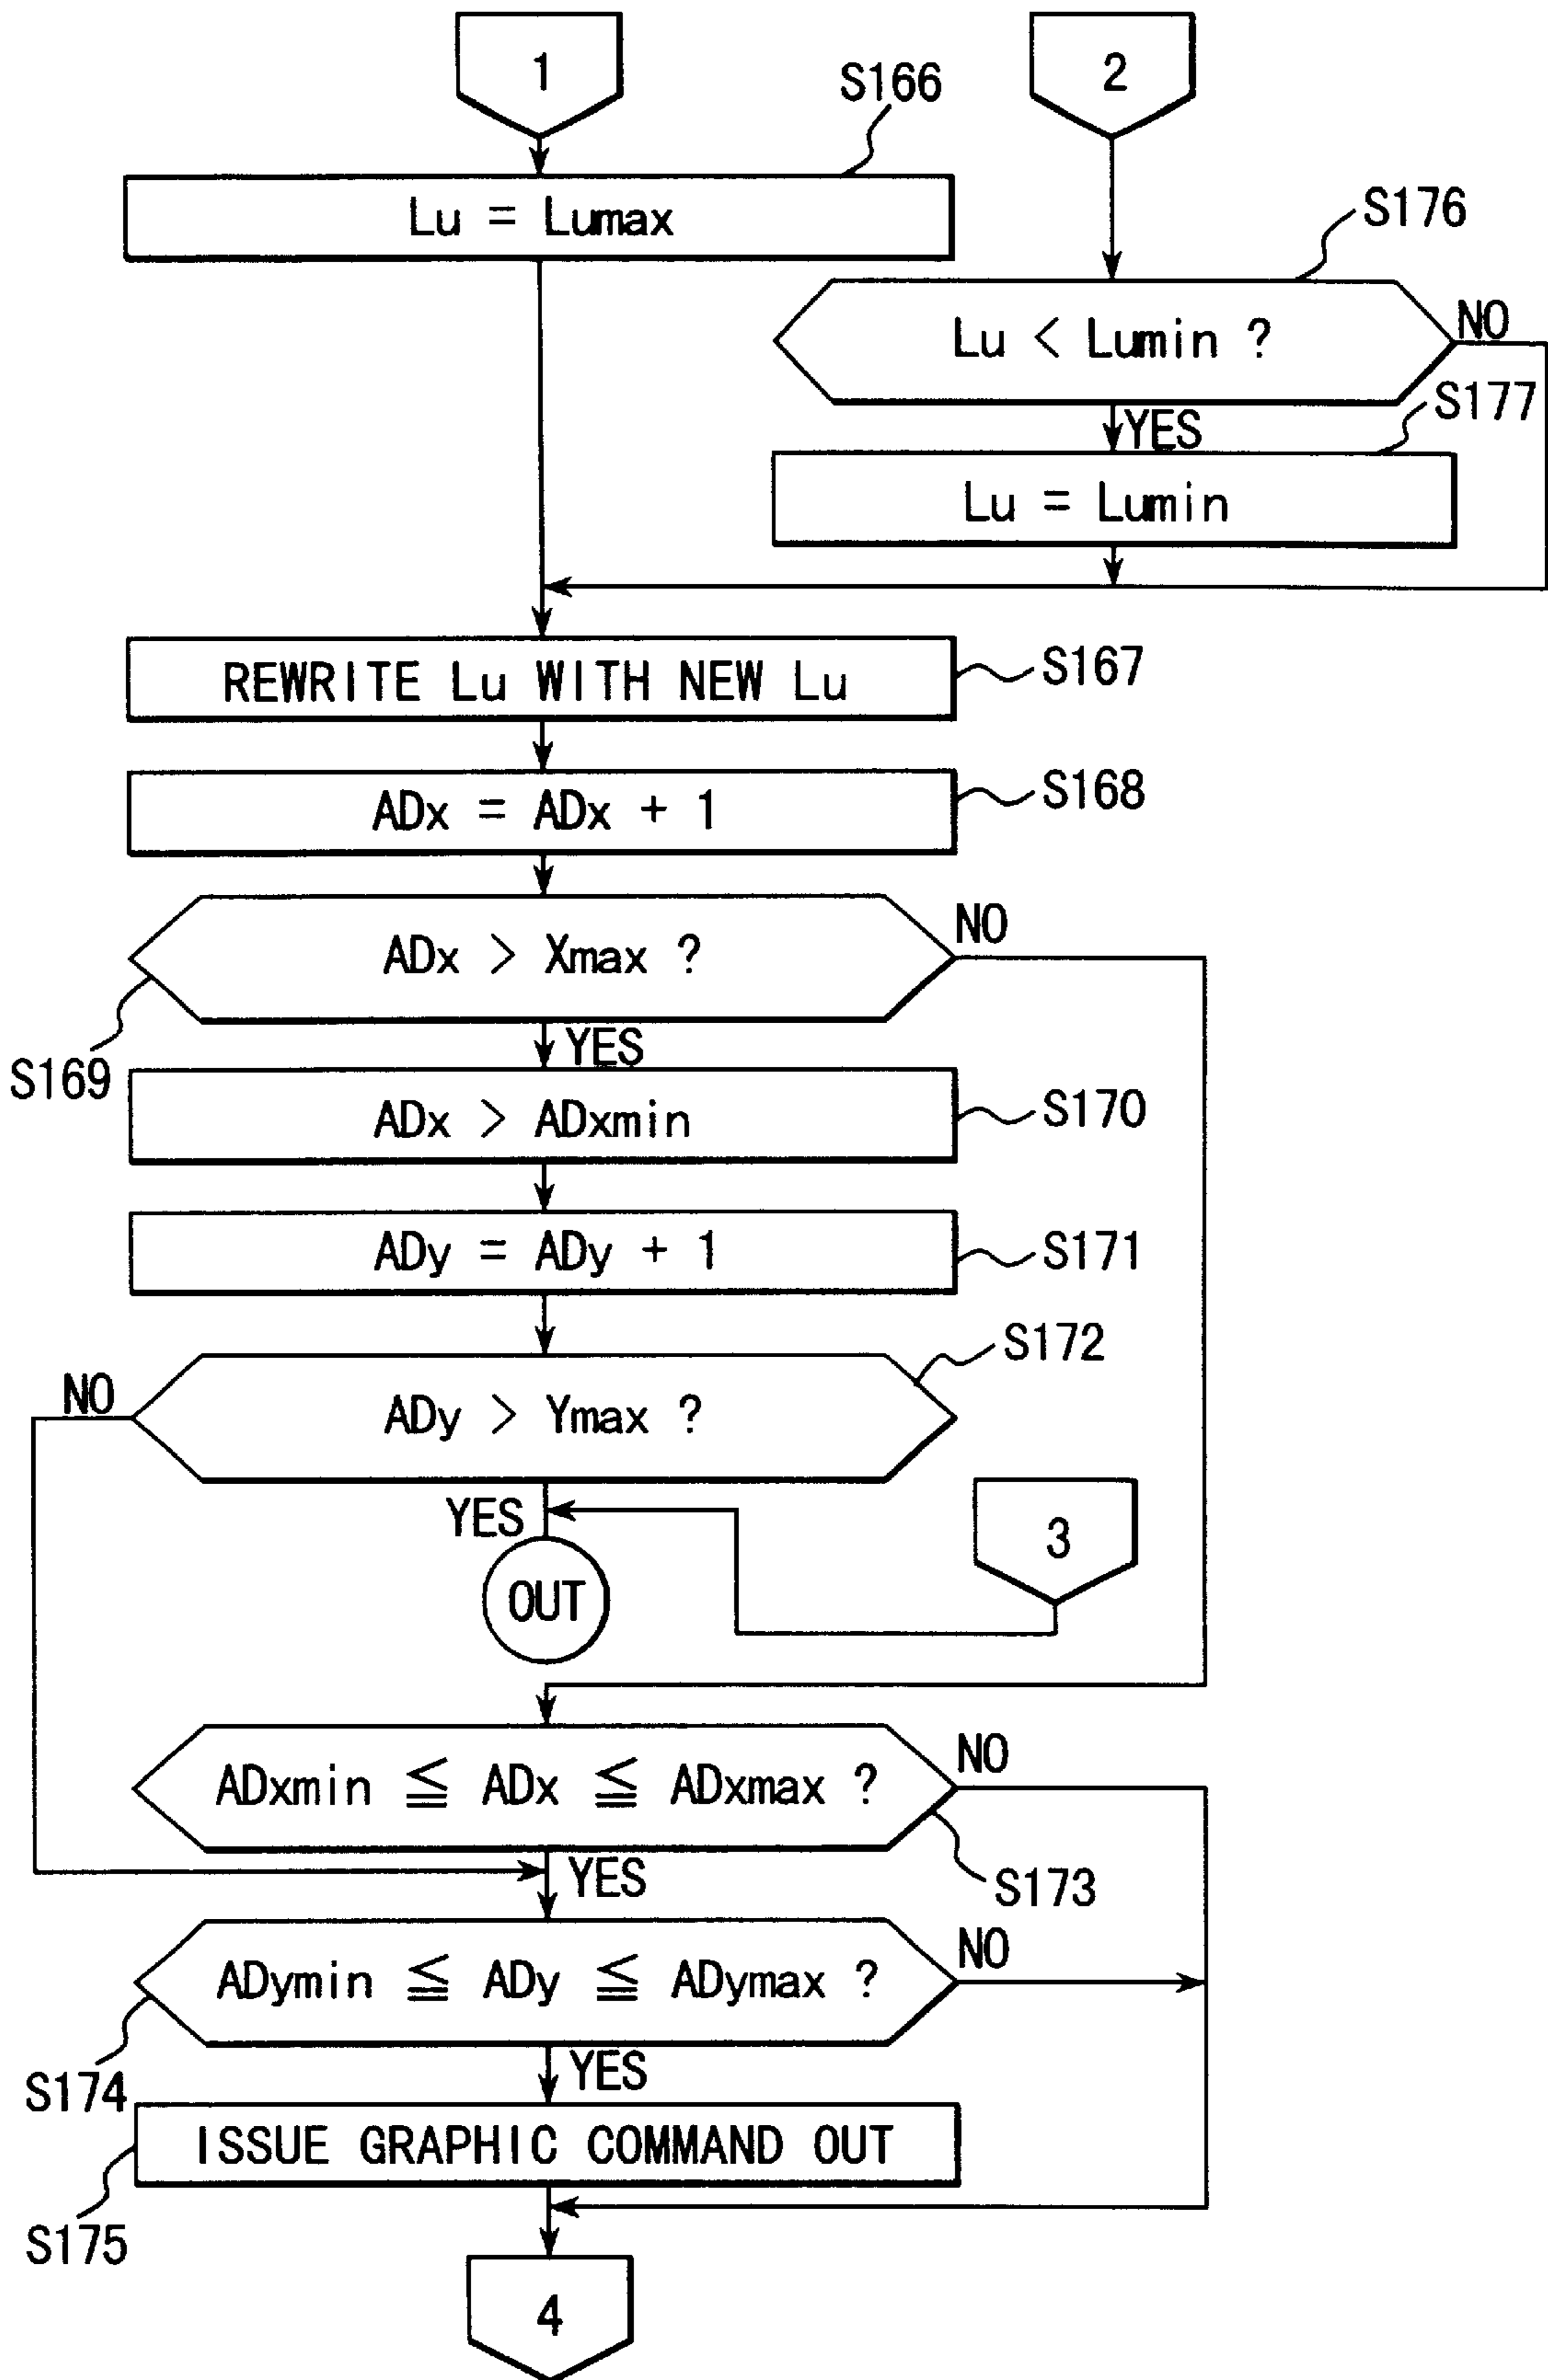 1
2
S166
Lu = Lumax
S176
Lu < Lumin ?
NO
S177
YES
Lu = Lumin
REWRITE Lu WITH NEW Lu
S167
ADx = ADx + 1
S168
ADx > Xmax ?
NO
S169
YES
ADx > ADxmin
S170
ADy = ADy + 1
S171
S172
NO
ADy > Ymax ?
YES
3
OUT
ADxmin ≦ ADx ≦ ADxmax ?
NO
YES
S173
ADymin ≦ ADy ≦ ADymax ?
NO
S174
YES
ISSUE GRAPHIC COMMAND OUT
S175
4